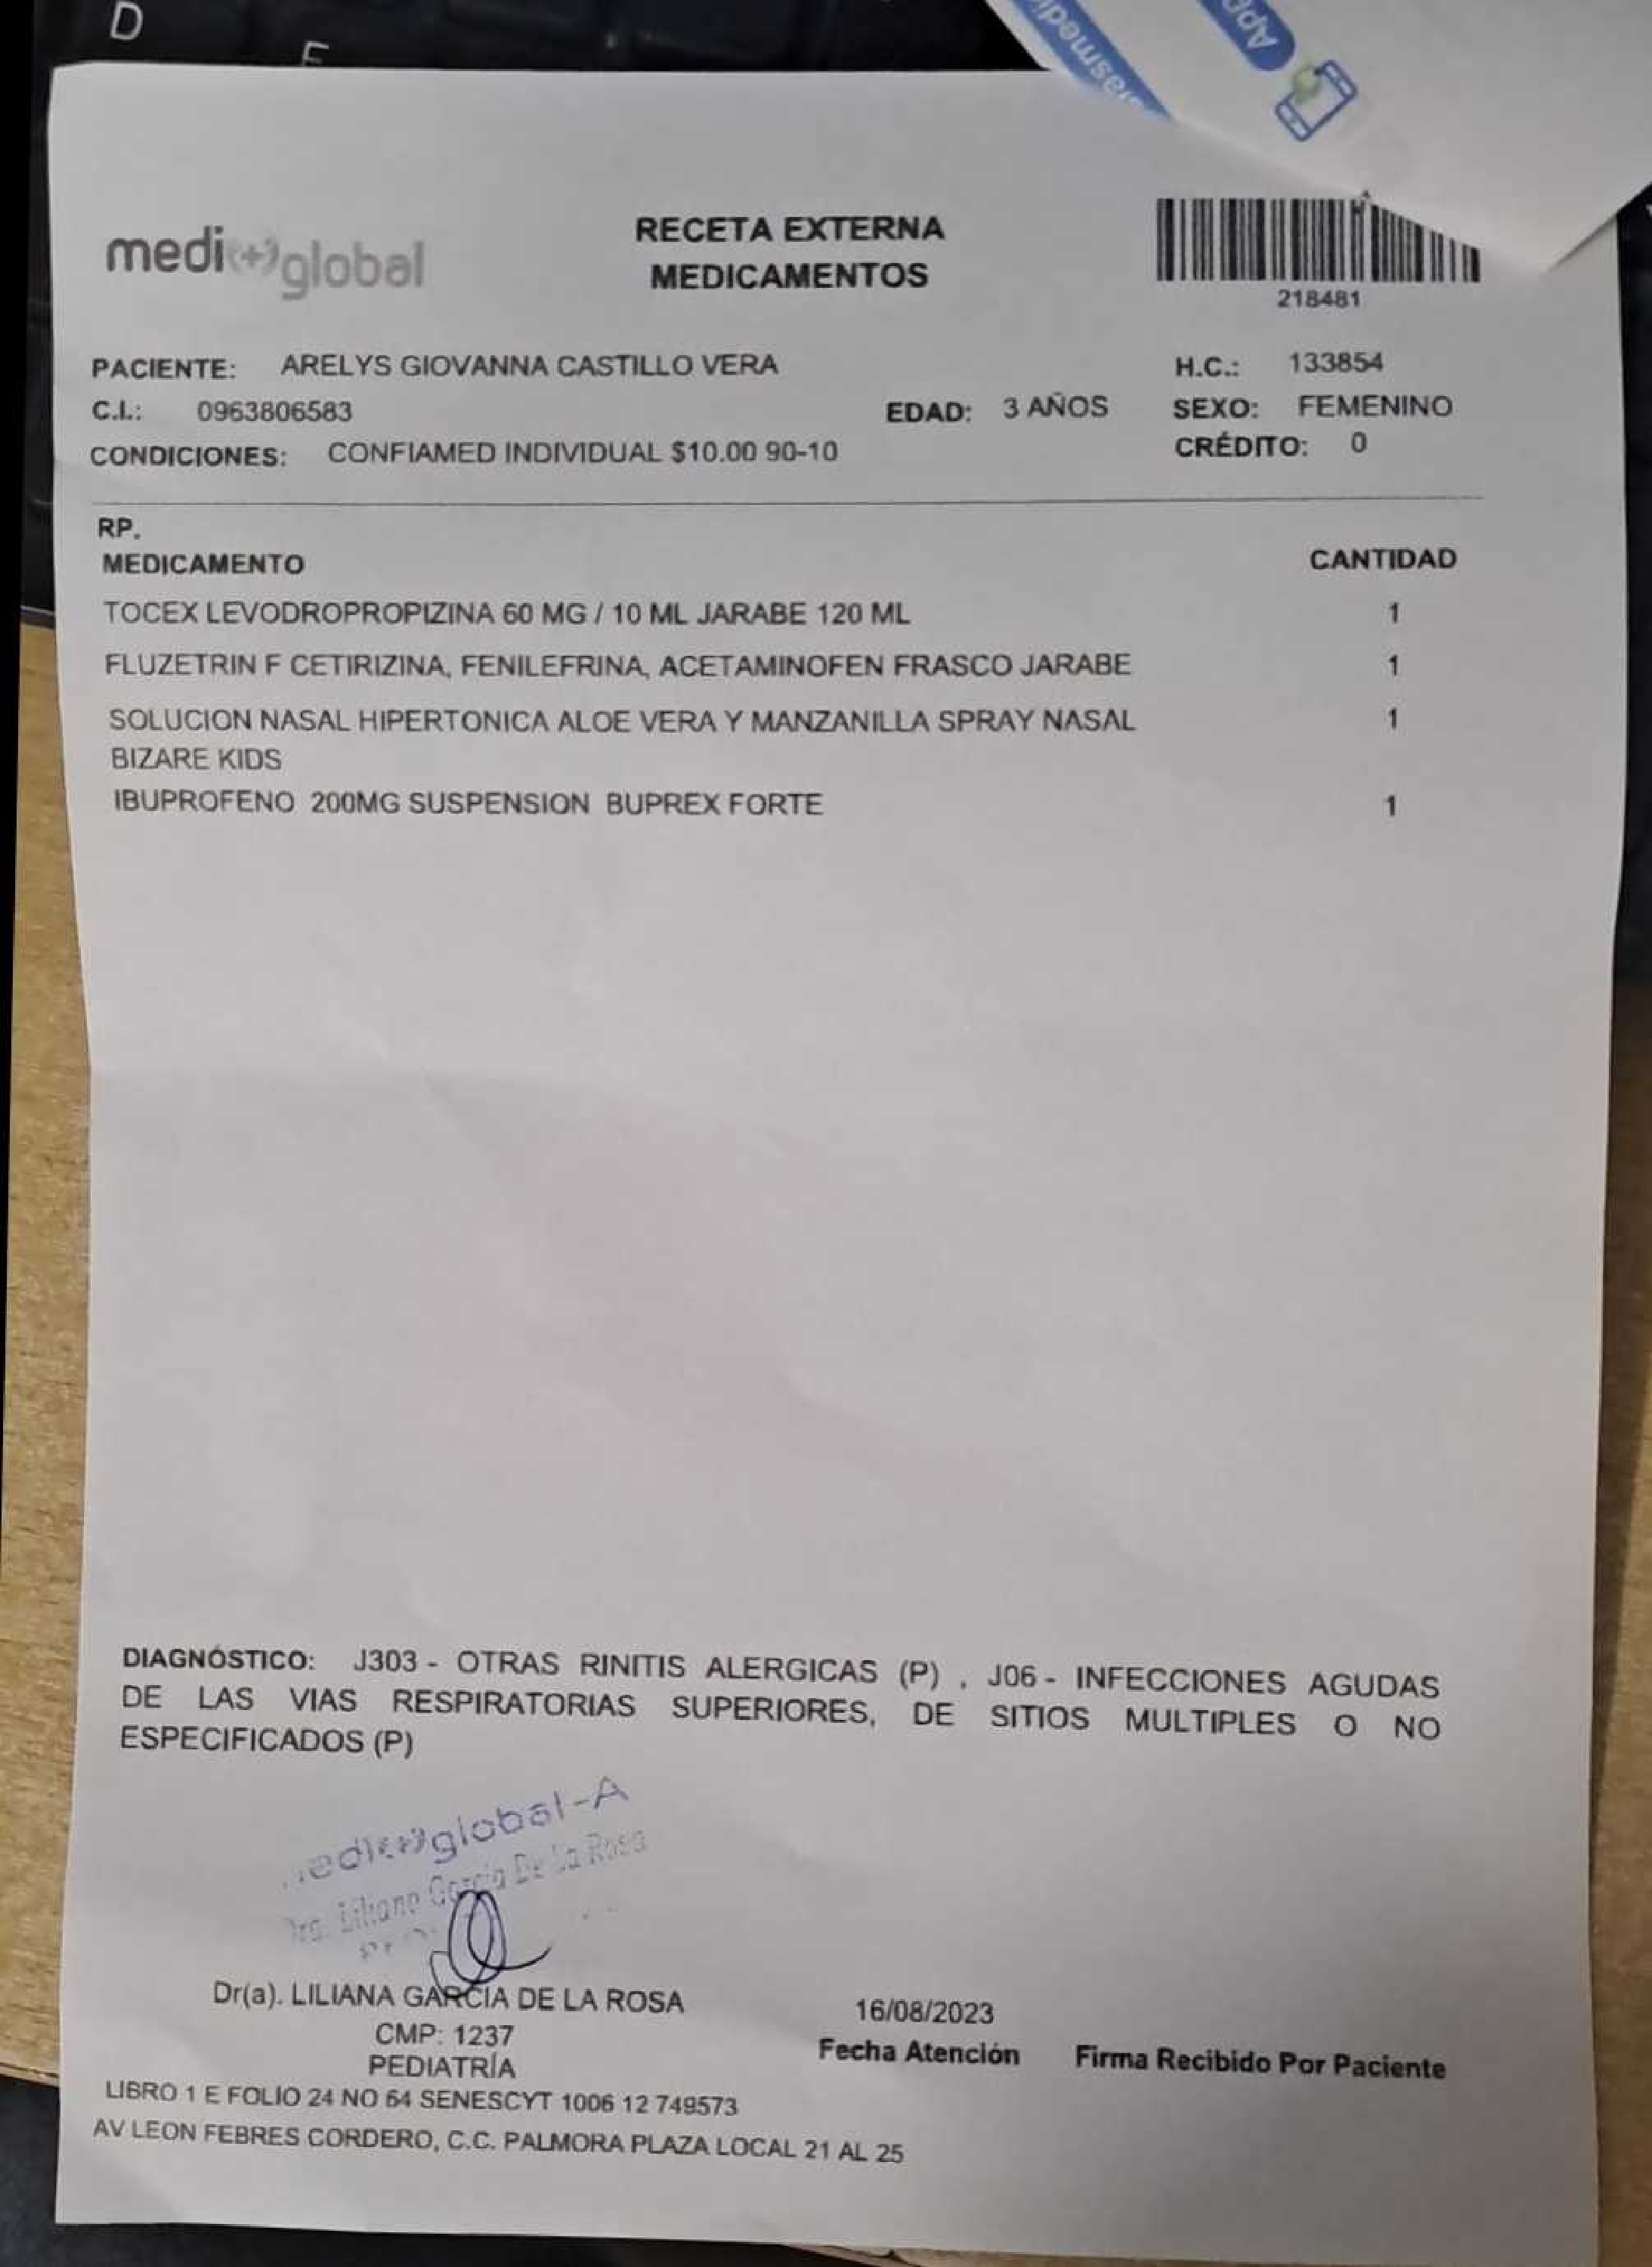 D
medi(+)global
RECETA EXTERNA
MEDICAMENTOS
218481
PACIENTE: ARELYS GIOVANNA CASTILLO VERA
H.C.: 133854
C.I.: 0963806583
EDAD: 3 AÑOS
SEXO: FEMENINO
CONDICIONES: CONFIAMED INDIVIDUAL $10.00 90-10
CRÉDITO: 0
RP.
MEDICAMENTO CANTIDAD
TOCEX LEVODROPROPIZINA 60 MG / 10 ML JARABE 120 ML 1
FLUZETRIN F CETIRIZINA, FENILEFRINA, ACETAMINOFEN FRASCO JARABE 1
SOLUCION NASAL HIPERTONICA ALOE VERA Y MANZANILLA SPRAY NASAL 1
BIZARE KIDS
IBUPROFENO 200MG SUSPENSION BUPREX FORTE 1
DIAGNÓSTICO: J303 - OTRAS RINITIS ALERGICAS (P) , J06 - INFECCIONES AGUDAS
DE LAS VIAS RESPIRATORIAS SUPERIORES, DE SITIOS MULTIPLES O NO
ESPECIFICADOS (P)
global-A
Dra. Liliana García De La Rosa
Dr(a). LILIANA GARCÍA DE LA ROSA
CMP: 1237
PEDIATRÍA
16/08/2023
Fecha Atención
Firma Recibido Por Paciente
LIBRO 1 E FOLIO 24 NO 64 SENESCYT 1006 12 749573
AV LEON FEBRES CORDERO, C.C. PALMORA PLAZA LOCAL 21 AL 25